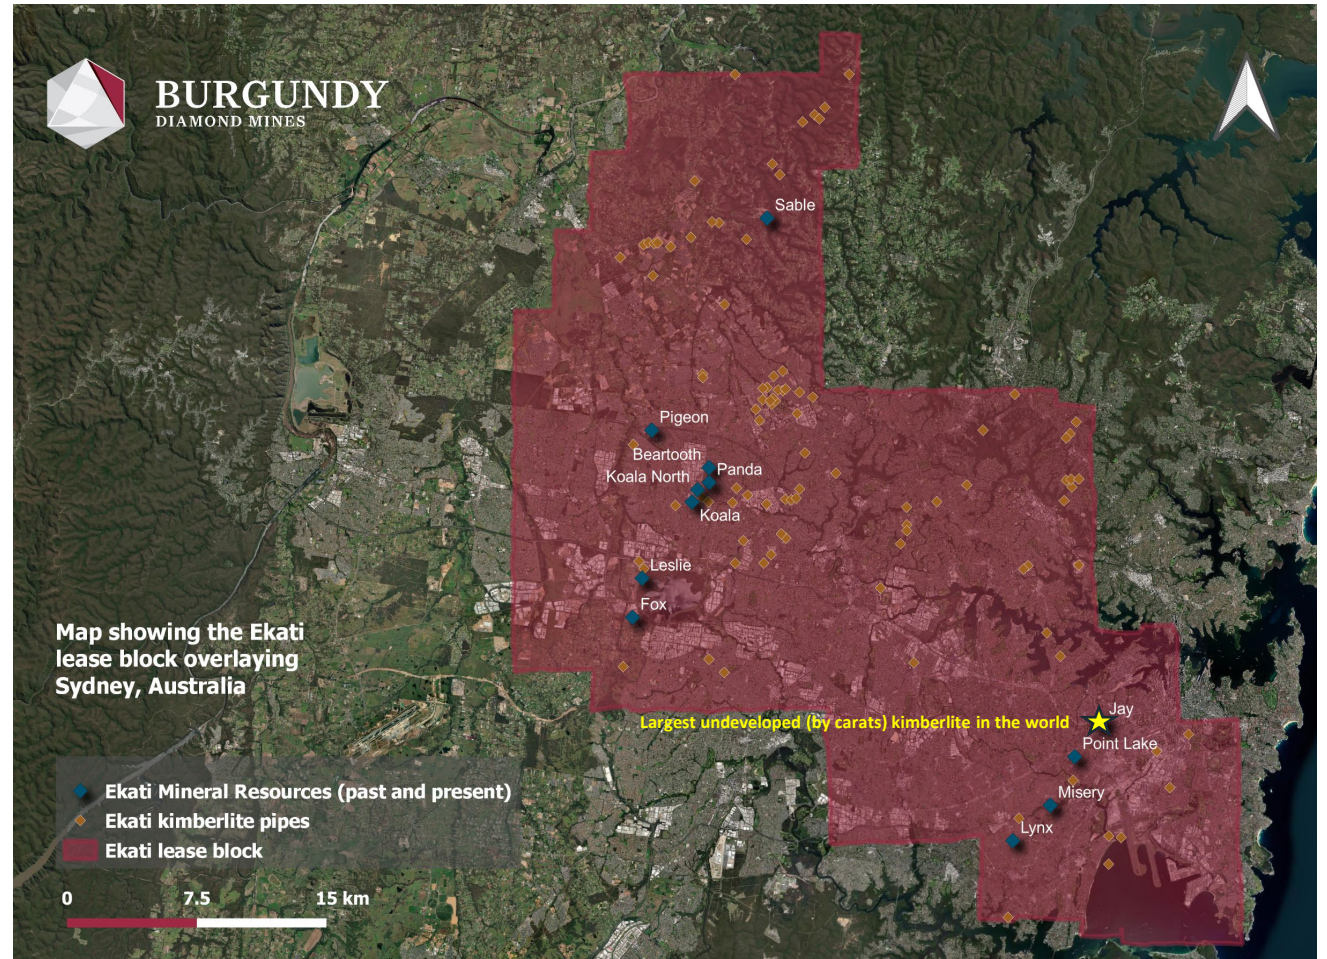 BURGUNDY
DIAMOND MINES
Sable
Pigeon
Beartooth
Panda
Koala North
Koala
Leslie
Fox
Map showing the Ekati
lease block overlaying
Sydney, Australia
Jay
Largest undeveloped (by carats) kimberlite in the world
Point Lake
Misery
Lynx
Ekati Mineral Resources (past and present)
Ekati kimberlite pipes
Ekati lease block
0 7.5 15 km